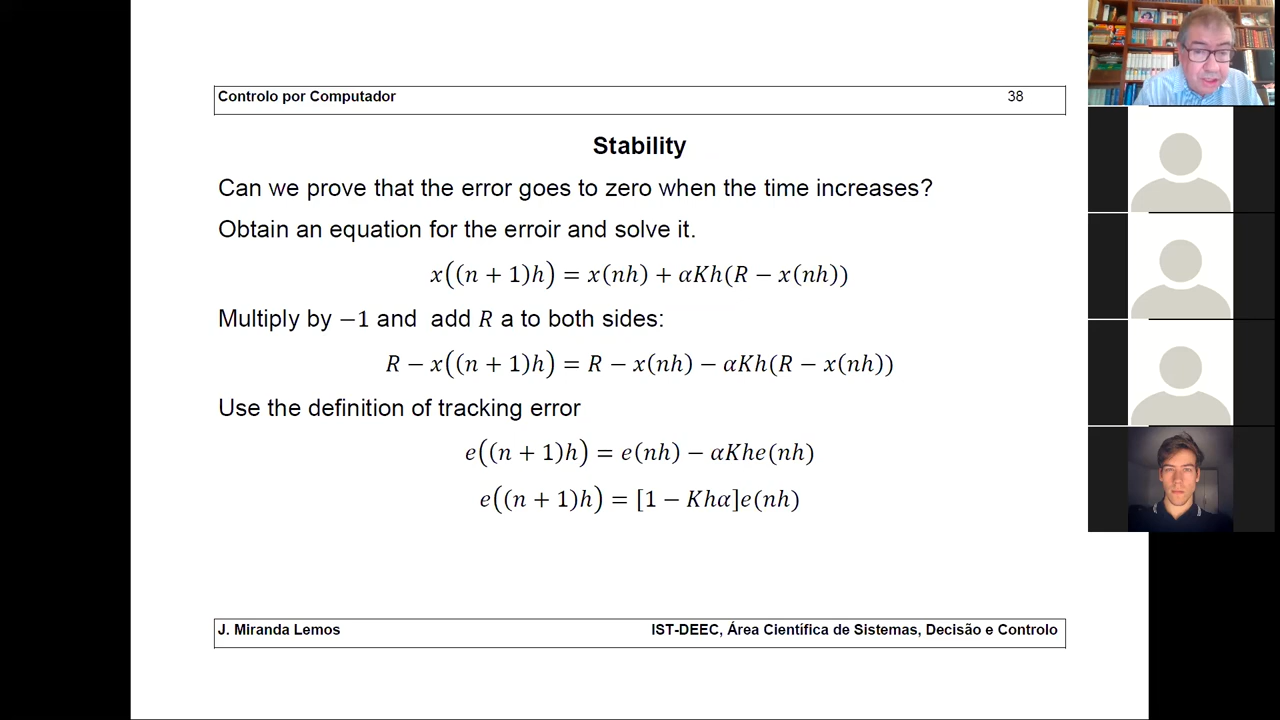 Controlo por Computador 38
Stability
Can we prove that the error goes to zero when the time increases?
Obtain an equation for the erroir and solve it.
x((n + 1)h) = x(nh) + αKh(R − x(nh))
Multiply by −1 and  add R a to both sides:
R − x((n + 1)h) = R − x(nh) − αKh(R − x(nh))
Use the definition of tracking error
e((n + 1)h) = e(nh) − αKhe(nh)
e((n + 1)h) = [1 − Khα]e(nh)
J. Miranda Lemos IST-DEEC, Área Científica de Sistemas, Decisão e Controlo